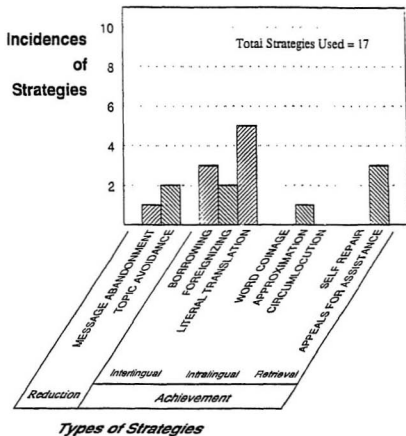 Incidences
of
Strategies
10
8
6
4
2
Total Strategies Used = 17
MESSAGE ABANDONMENT
TOPIC AVOIDANCE
BORROWING
FOREIGNIZING
LITERAL TRANSLATION
WORD COINAGE
APPROXIMATION
CIRCUMLOCUTION
SELF REPAIR
APPEALS FOR ASSISTANCE
Interlingual
Intralingual
Retrieval
Reduction
Achievement
Types of Strategies